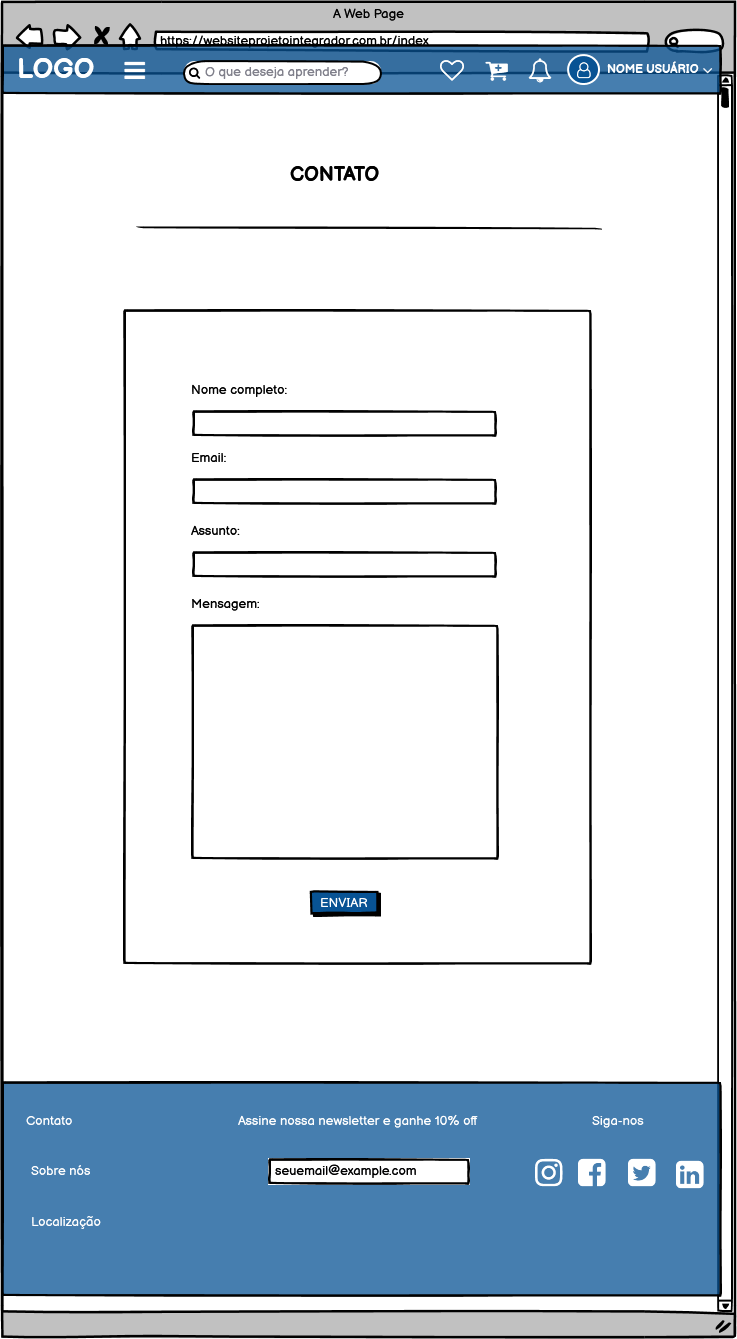 A Web Page
https://websiteprojetointegrador.com.br/index
LOGO
O que deseja aprender?
NOME USUÁRIO
CONTATO
Nome completo:
Email:
Assunto:
Mensagem:
ENVIAR
Contato
Assine nossa newsletter e ganhe 10% off
Siga-nos
Sobre nós
seuemail@example.com
Localização